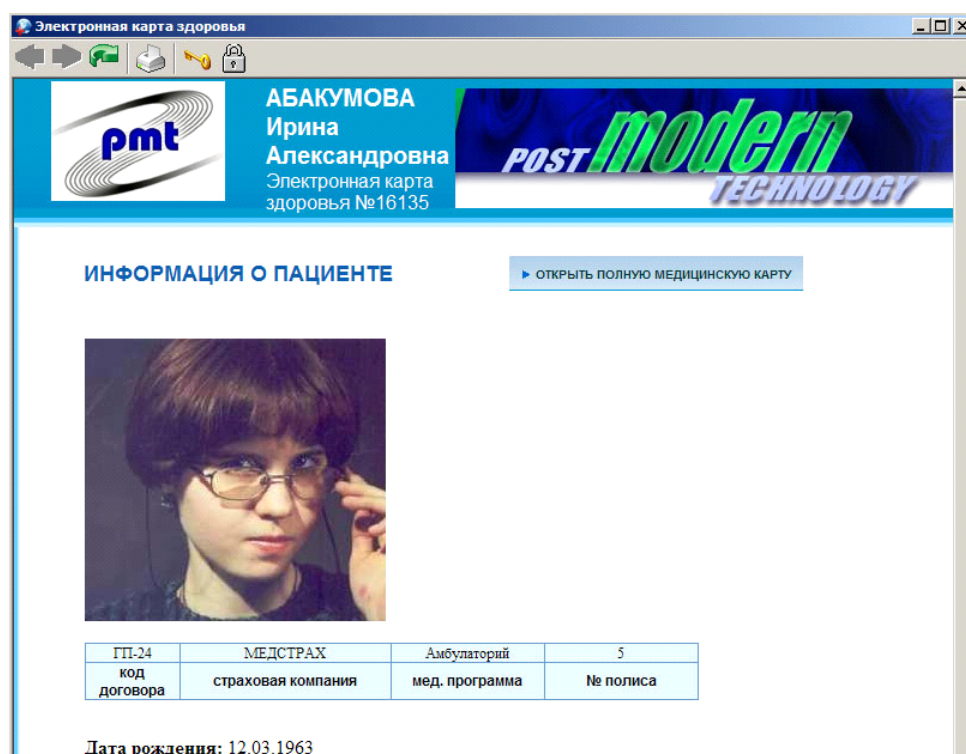 Электронная карта здоровья
pmt
АБАКУМОВА
Ирина
Александровна
Электронная карта
здоровья №16135
POST modern
TECHNOLOGY
ИНФОРМАЦИЯ О ПАЦИЕНТЕ
ОТКРЫТЬ ПОЛНУЮ МЕДИЦИНСКУЮ КАРТУ
ГП-24 МЕДСТРАХ Амбулаторий 5
код договора страховая компания мед. программа № полиса
Дата рождения: 12.03.1963